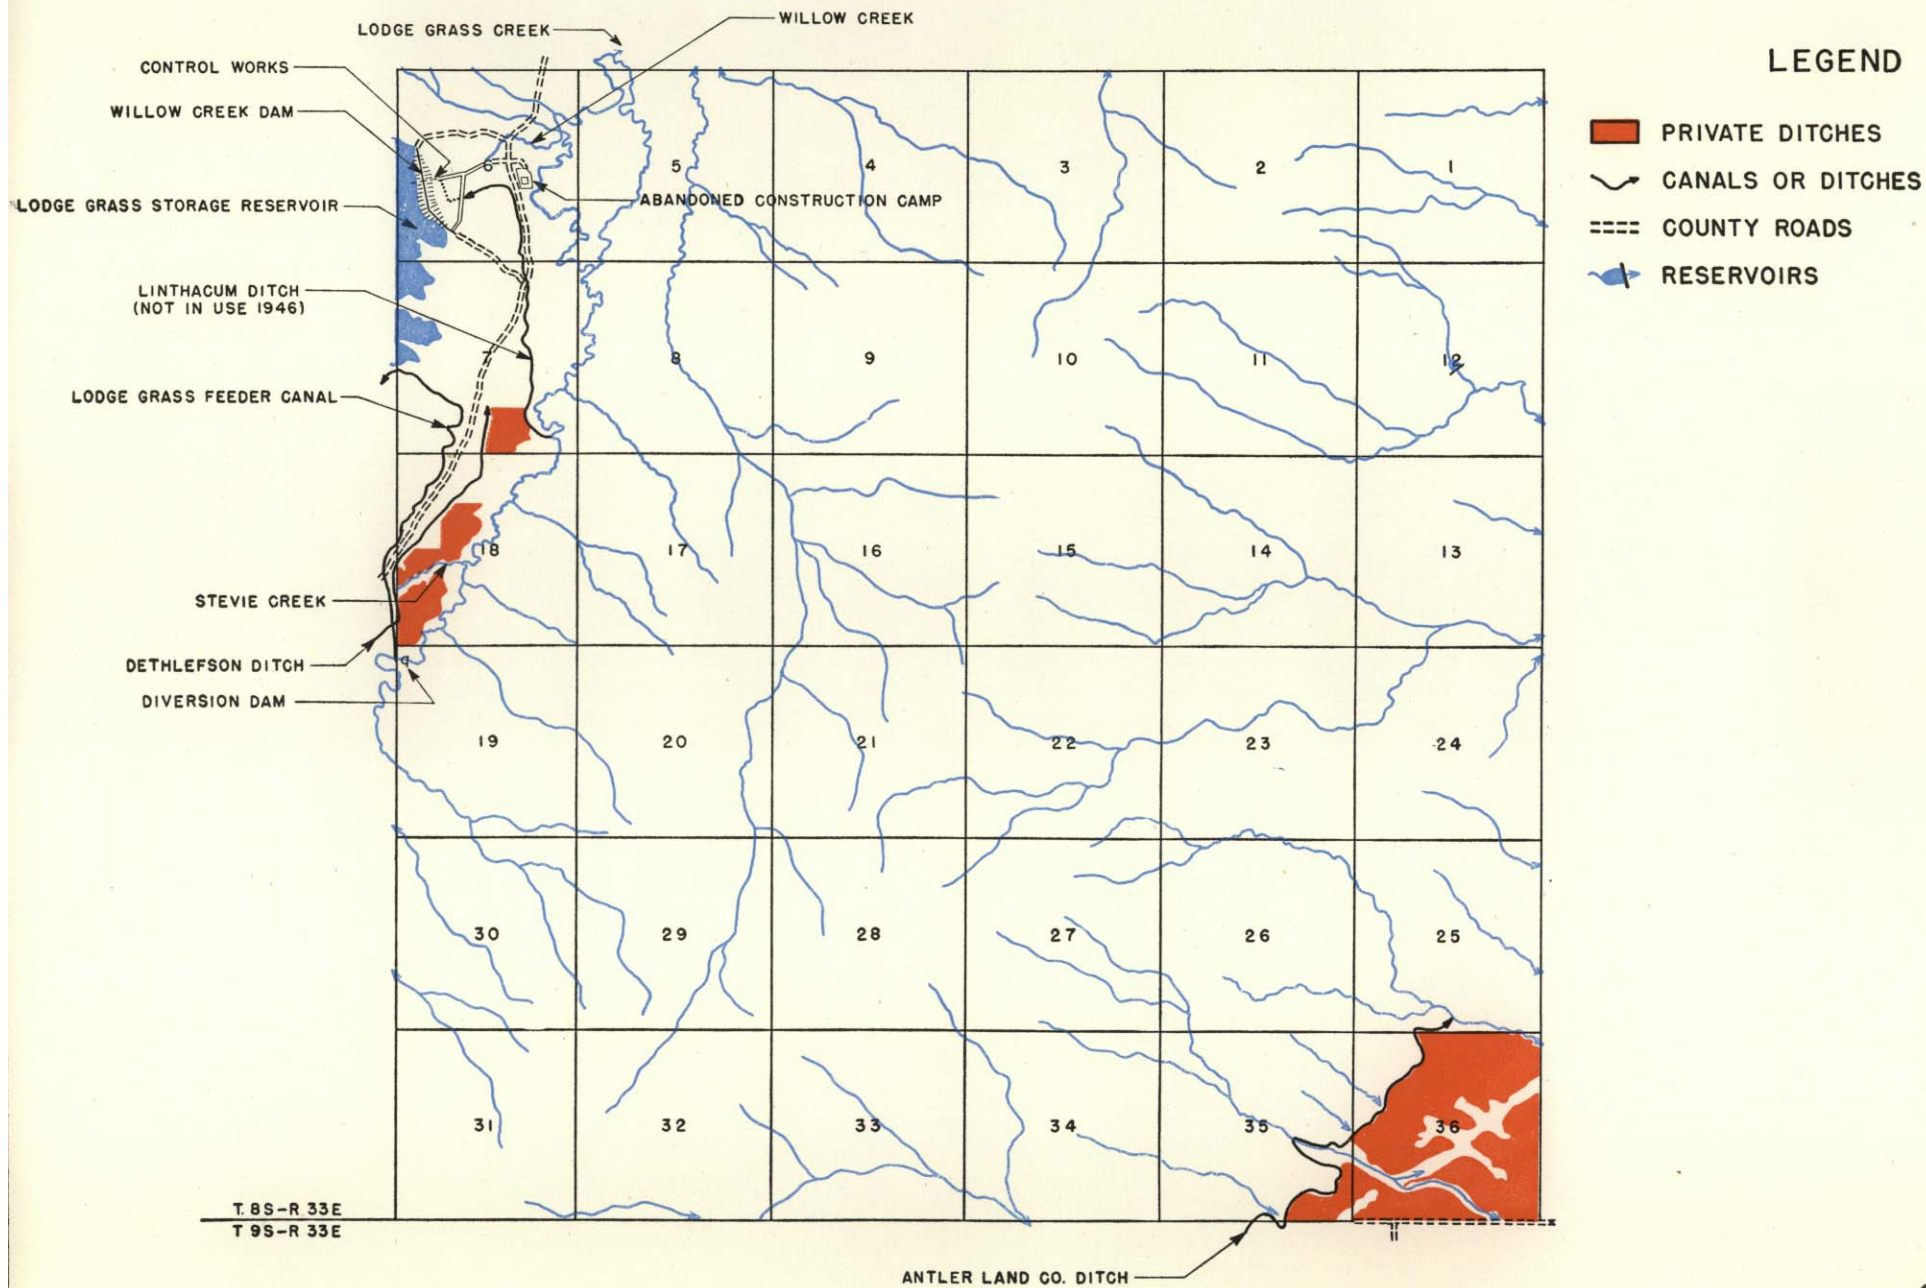 LODGE GRASS CREEK
WILLOW CREEK
CONTROL WORKS
WILLOW CREEK DAM
LODGE GRASS STORAGE RESERVOIR
ABANDONED CONSTRUCTION CAMP
LINTHACUM DITCH
(NOT IN USE 1946)
LODGE GRASS FEEDER CANAL
STEVIE CREEK
DETHLEFSON DITCH
DIVERSION DAM
LEGEND
PRIVATE DITCHES
CANALS OR DITCHES
COUNTY ROADS
RESERVOIRS
6 5 4 3 2 1
7 8 9 10 11 12
18 17 16 15 14 13
19 20 21 22 23 24
30 29 28 27 26 25
31 32 33 34 35 36
T. 8S-R 33E
T 9S-R 33E
ANTLER LAND CO. DITCH